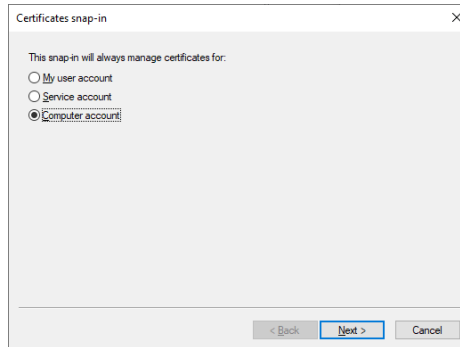 Certificates snap-in
This snap-in will always manage certificates for:
My user account
Service account
Computer account
< Back
Next >
Cancel